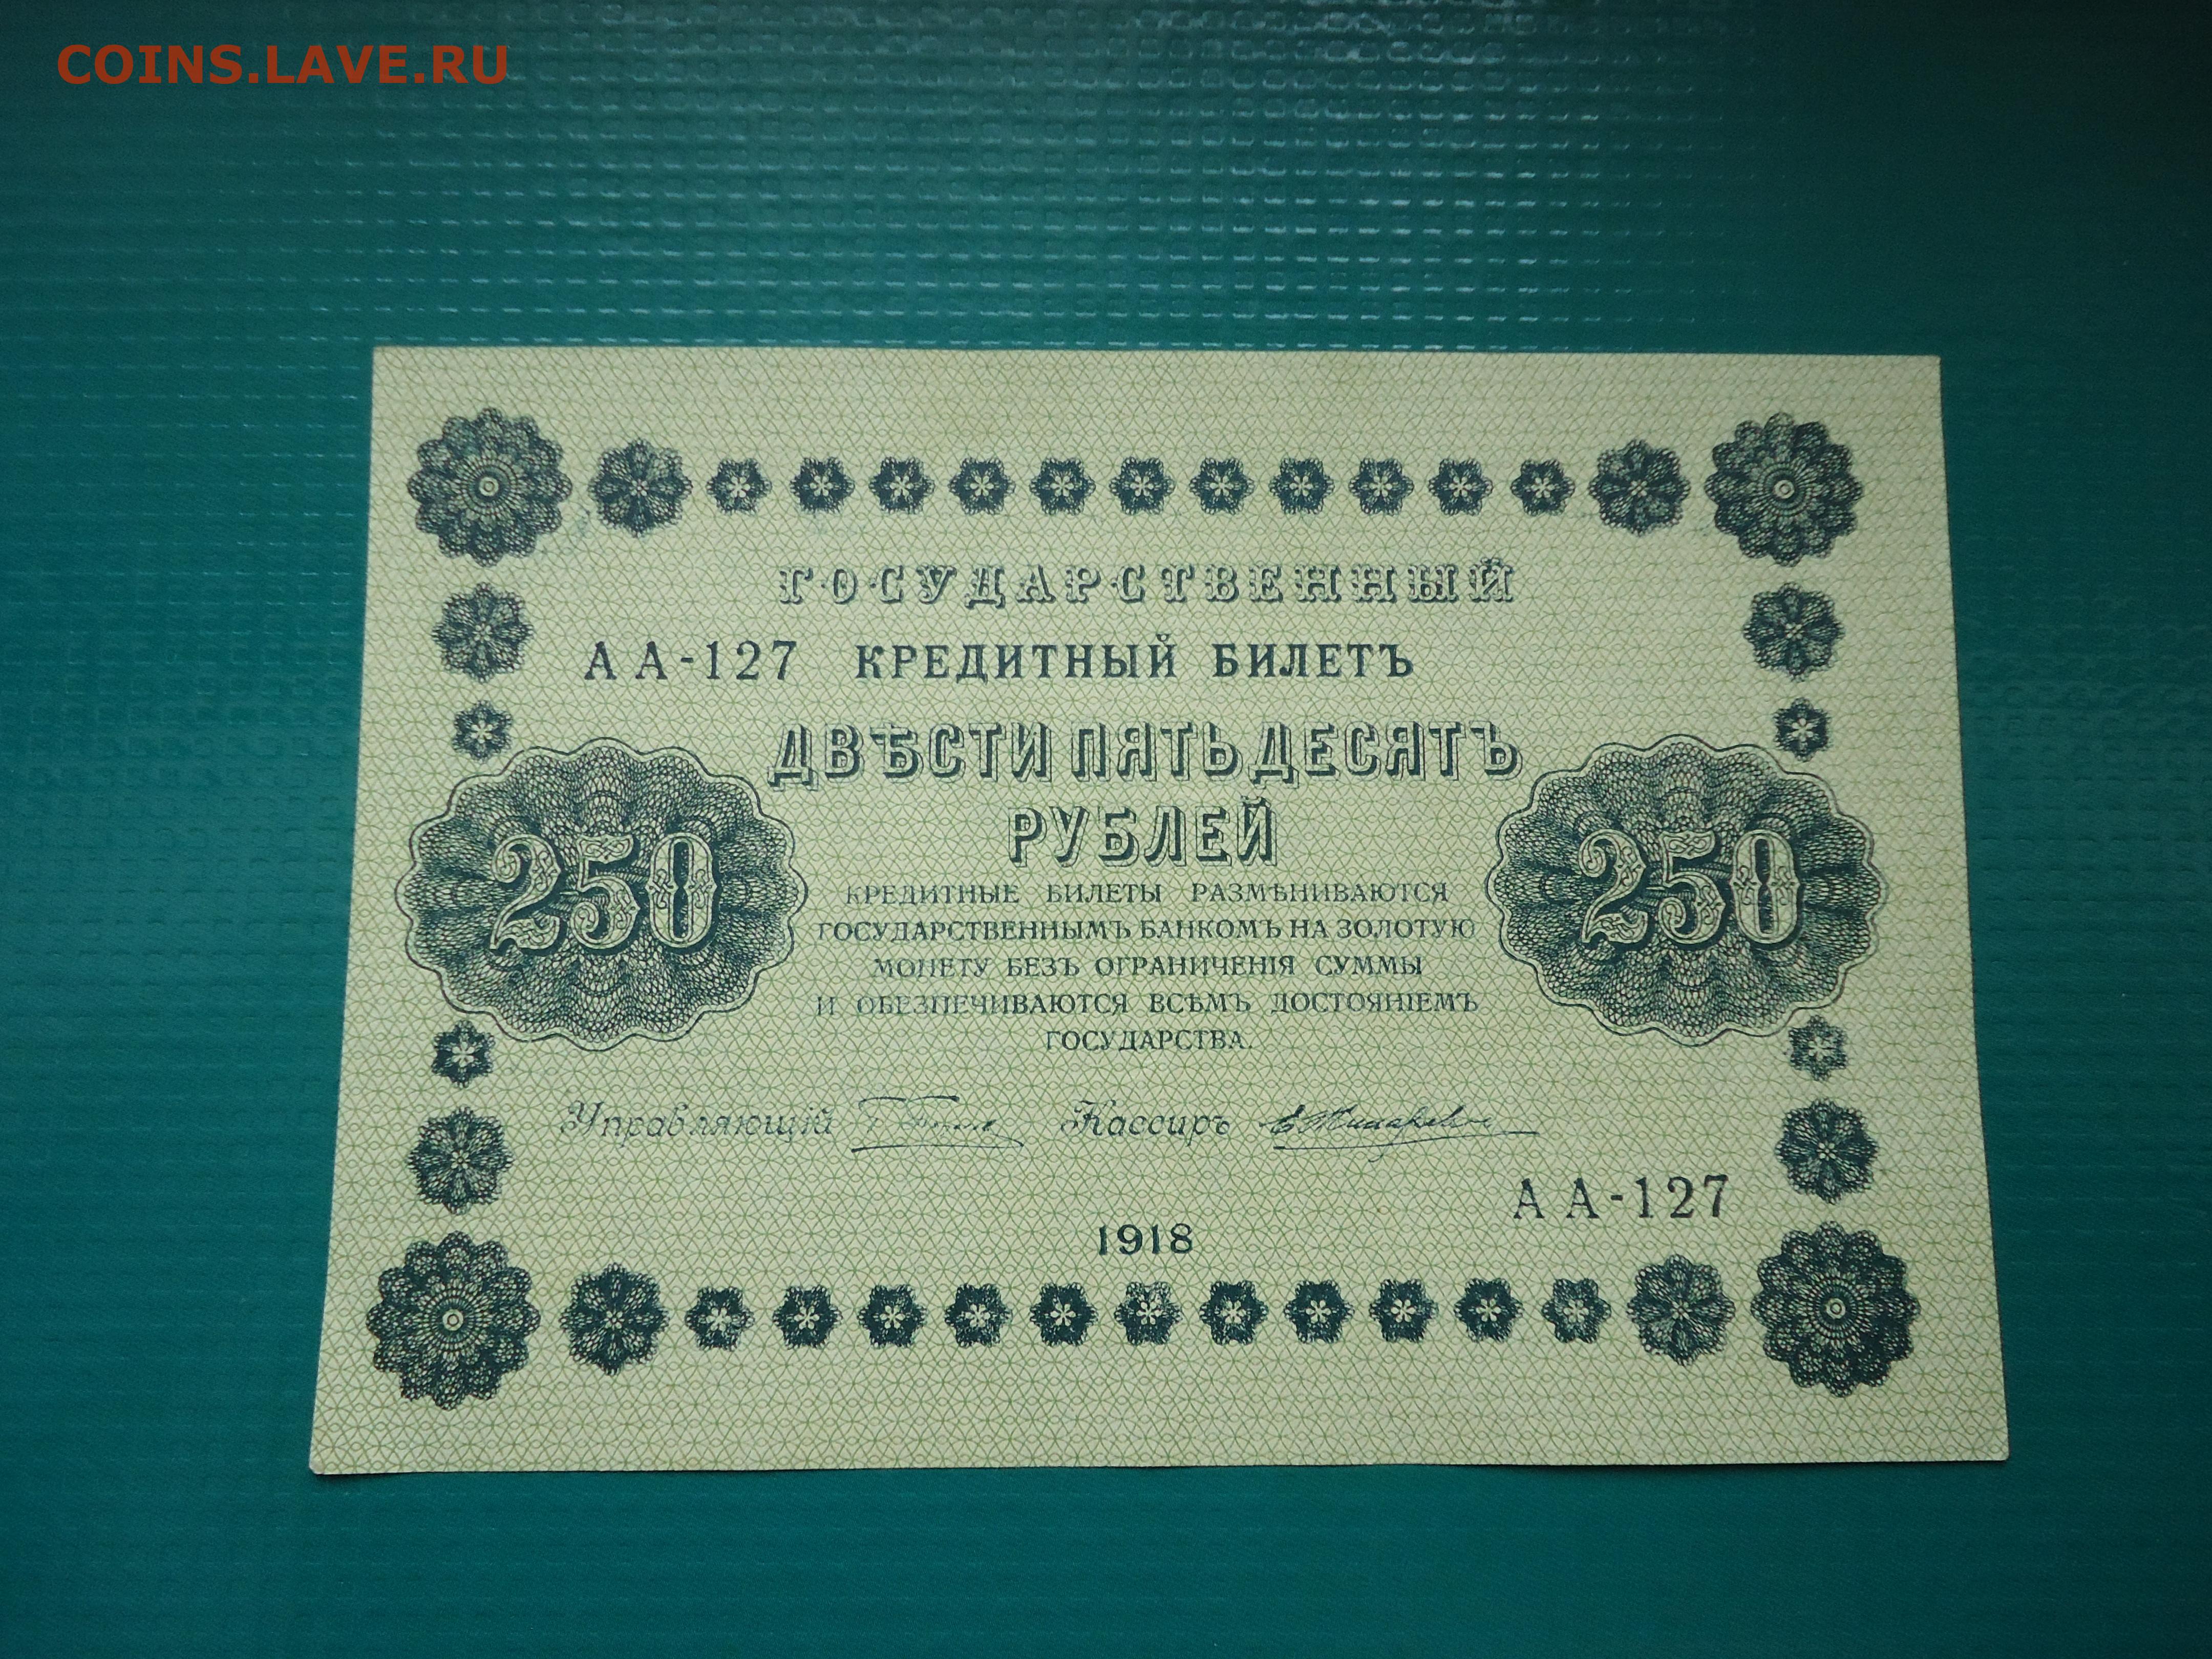 COINS.LAVE.RU
ГОСУДАРСТВЕННЫЙ
АА-127 КРЕДИТНЫЙ БИЛЕТЪ
ДВѢСТИ ПЯТЬДЕСЯТЪ
РУБЛЕЙ
250
КРЕДИТНЫЕ БИЛЕТЫ РАЗМѢНИВАЮТСЯ
ГОСУДАРСТВЕННЫМЪ БАНКОМЪ НА ЗОЛОТУЮ
МОНЕТУ БЕЗЪ ОГРАНИЧЕНІЯ СУММЫ
И ОБЕЗПЕЧИВАЮТСЯ ВСѢМЪ ДОСТОЯНІЕМЪ
ГОСУДАРСТВА.
250
Управляющій Кассиръ
АА-127
1918